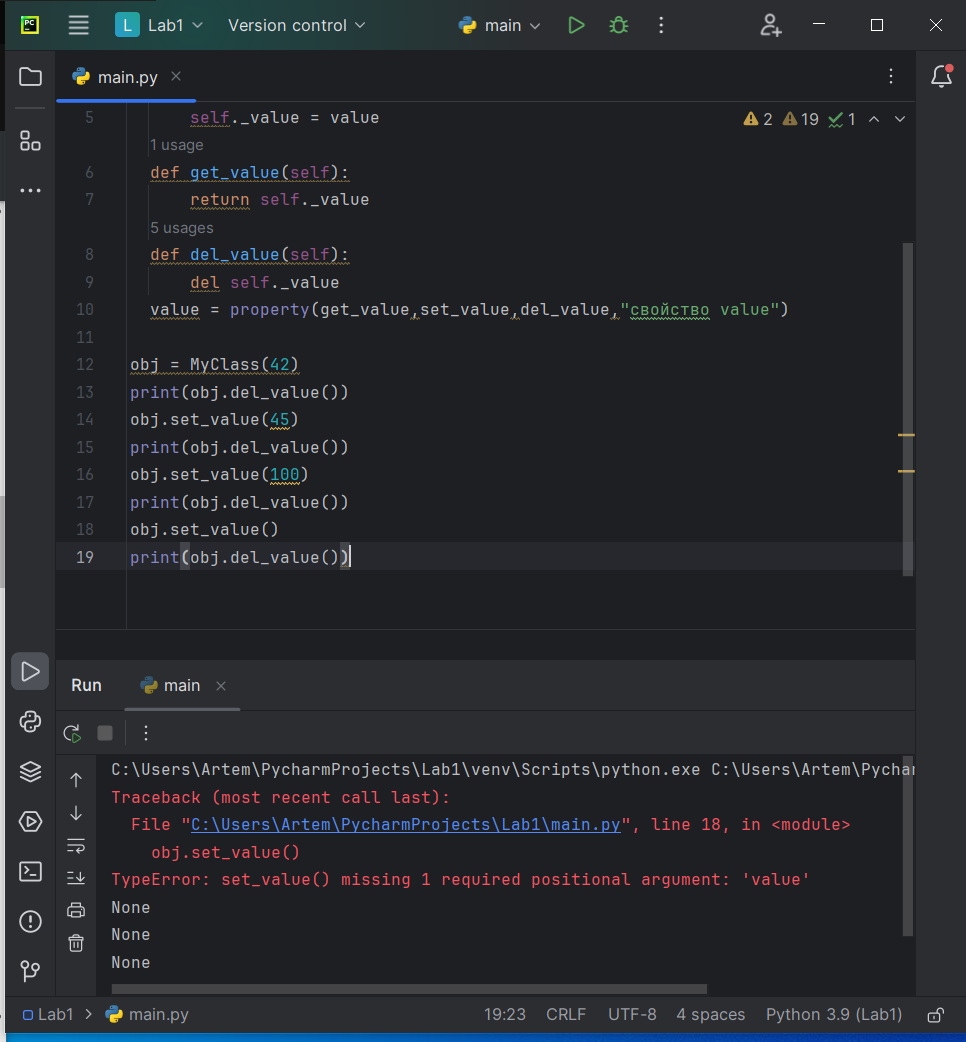 PC
L Lab1 Version control main
main.py
2 19 1
5 self._value = value
1 usage
6 def get_value(self):
7 return self._value
5 usages
8 def del_value(self):
9 del self._value
10 value = property(get_value,set_value,del_value,"свойство value")
11
12 obj = MyClass(42)
13 print(obj.del_value())
14 obj.set_value(45)
15 print(obj.del_value())
16 obj.set_value(100)
17 print(obj.del_value())
18 obj.set_value()
19 print(obj.del_value())
Run main
C:\Users\Artem\PycharmProjects\Lab1\venv\Scripts\python.exe C:\Users\Artem\Pychar
Traceback (most recent call last):
File "C:\Users\Artem\PycharmProjects\Lab1\main.py", line 18, in <module>
obj.set_value()
TypeError: set_value() missing 1 required positional argument: 'value'
None
None
None
Lab1 main.py 19:23 CRLF UTF-8 4 spaces Python 3.9 (Lab1)